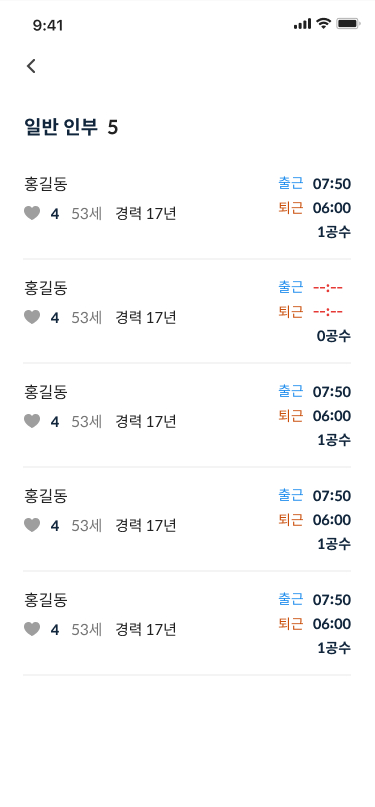 9:41
일반 인부 5
홍길동
출근 07:50
♥ 4 53세 경력 17년
퇴근 06:00
1공수
홍길동
출근 --:--
♥ 4 53세 경력 17년
퇴근 --:--
0공수
홍길동
출근 07:50
♥ 4 53세 경력 17년
퇴근 06:00
1공수
홍길동
출근 07:50
♥ 4 53세 경력 17년
퇴근 06:00
1공수
홍길동
출근 07:50
♥ 4 53세 경력 17년
퇴근 06:00
1공수